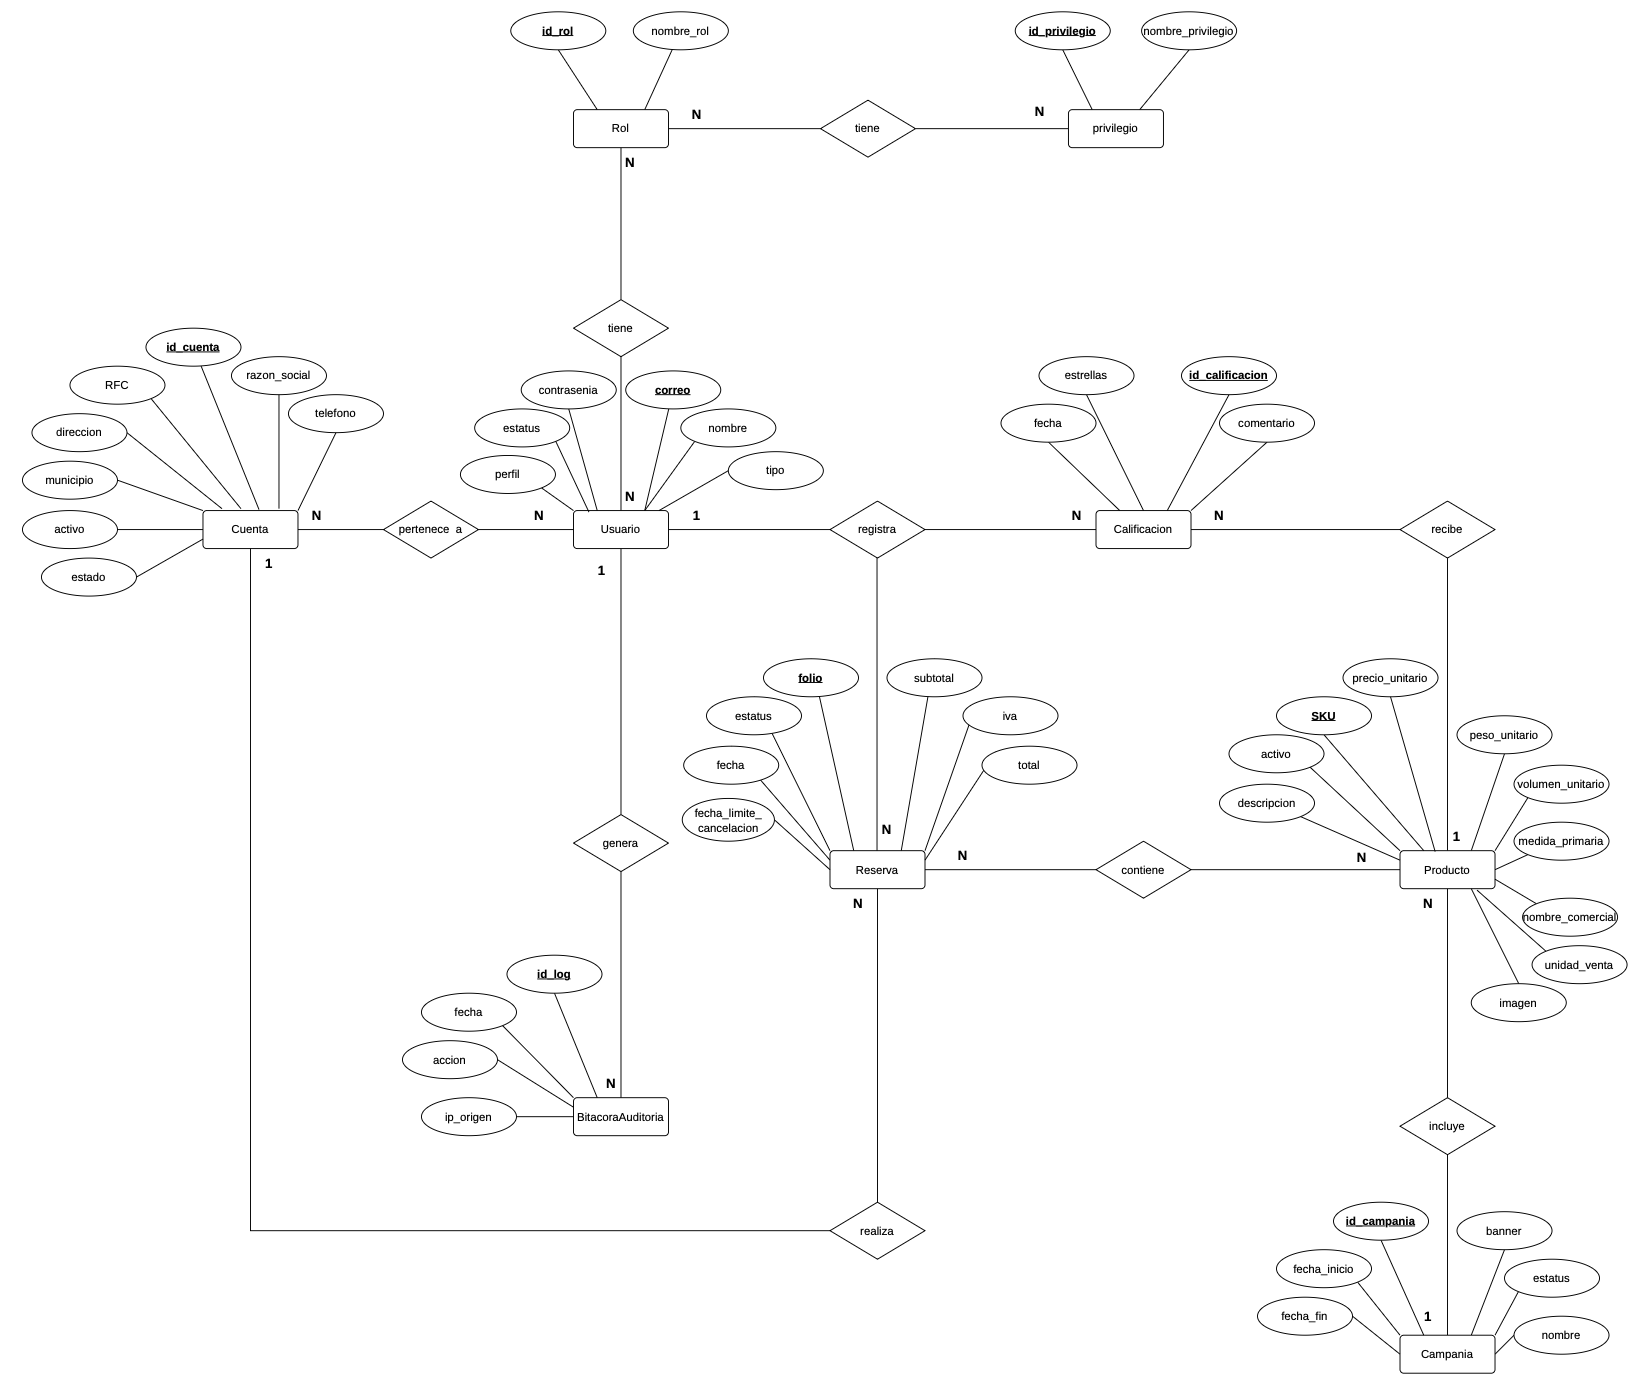 id_rol
nombre_rol
id_privilegio
nombre_privilegio
Rol
N
tiene
N
privilegio
N
tiene
id_cuenta
razon_social
RFC
telefono
direccion
municipio
activo
estado
Cuenta
N
1
pertenece a
N
contrasenia
correo
estatus
nombre
perfil
tipo
N
Usuario
1
1
registra
N
estrellas
id_calificacion
fecha
comentario
Calificacion
N
recibe
folio
subtotal
estatus
iva
fecha
total
fecha_limite_
cancelacion
N
Reserva
N
N
contiene
N
precio_unitario
SKU
peso_unitario
activo
volumen_unitario
descripcion
medida_primaria
1
Producto
N
nombre_comercial
unidad_venta
imagen
genera
id_log
fecha
accion
ip_origen
N
BitacoraAuditoria
realiza
incluye
id_campania
banner
fecha_inicio
estatus
fecha_fin
nombre
1
Campania